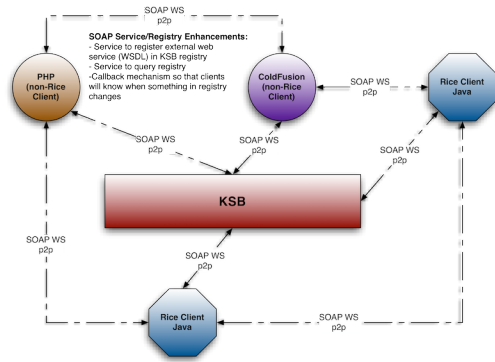 SOAP WS
p2p
SOAP Service/Registry Enhancements:
- Service to register external web
service (WSDL) in KSB registry
- Service to query registry
-Callback mechanism so that clients
will know when something in registry
changes
PHP
(non-Rice
Client)
ColdFusion
(non-Rice
Client)
SOAP WS
p2p
Rice Client
Java
SOAP WS
p2p
SOAP WS
p2p
SOAP WS
p2p
KSB
SOAP WS
p2p
SOAP WS
p2p
SOAP WS
p2p
Rice Client
Java
SOAP WS
p2p